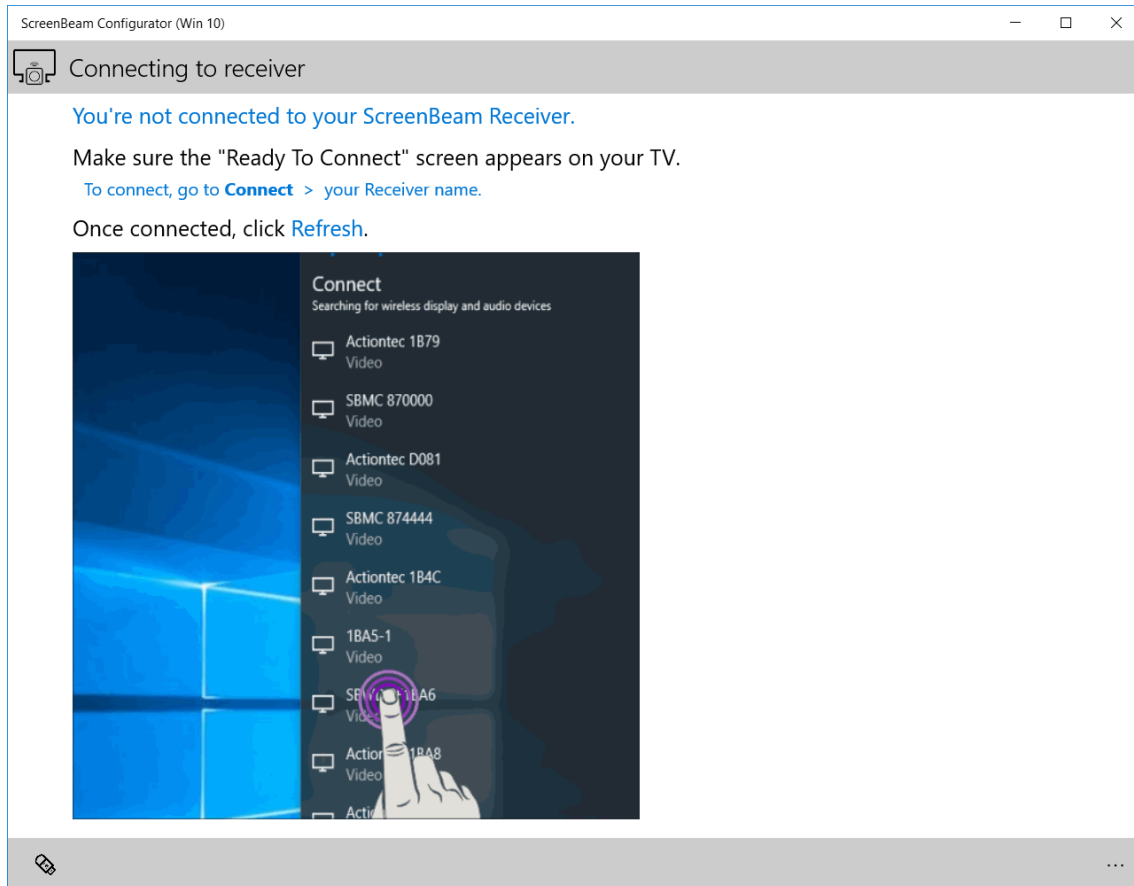 ScreenBeam Configurator (Win 10)
Connecting to receiver
You're not connected to your ScreenBeam Receiver.
Make sure the "Ready To Connect" screen appears on your TV.
To connect, go to Connect > your Receiver name.
Once connected, click Refresh.
Connect
Searching for wireless display and audio devices
Actiontec 1B79
Video
SBMC 870000
Video
Actiontec D081
Video
SBMC 874444
Video
Actiontec 1B4C
Video
1BA5-1
Video
Video
1BA8
Video